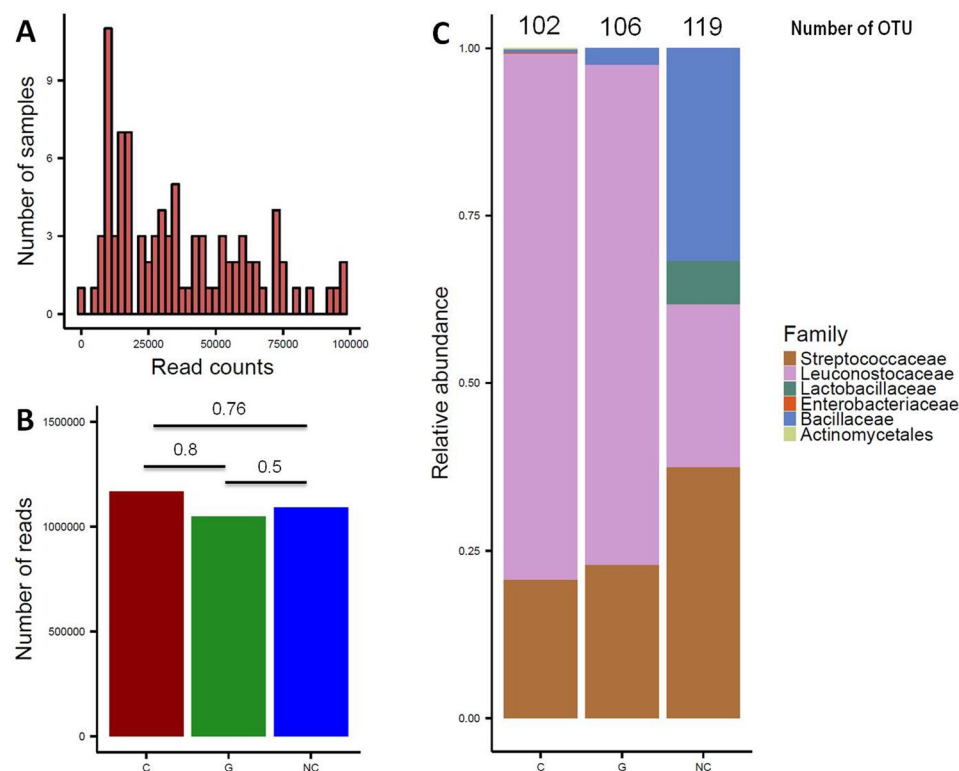 A
Number of samples
9
6
3
0
0 25000 50000 75000 100000
Read counts
B
Number of reads
1500000
1000000
500000
0
0.76
0.8
0.5
C G NC
C
102 106 119 Number of OTU
Relative abundance
1.00
0.75
0.50
0.25
0.00
C G NC
Family
Streptococcaceae
Leuconostocaceae
Lactobacillaceae
Enterobacteriaceae
Bacillaceae
Actinomycetales